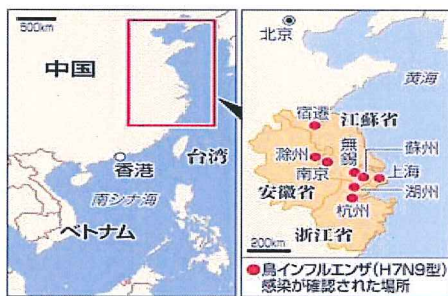 500km
中国
香港
台湾
南シナ海
ベトナム
北京
黄海
宿遷
江蘇省
滁州
無錫
蘇州
南京
上海
安徽省
湖州
杭州
浙江省
200km
鳥インフルエンザ(H7N9型)
感染が確認された場所